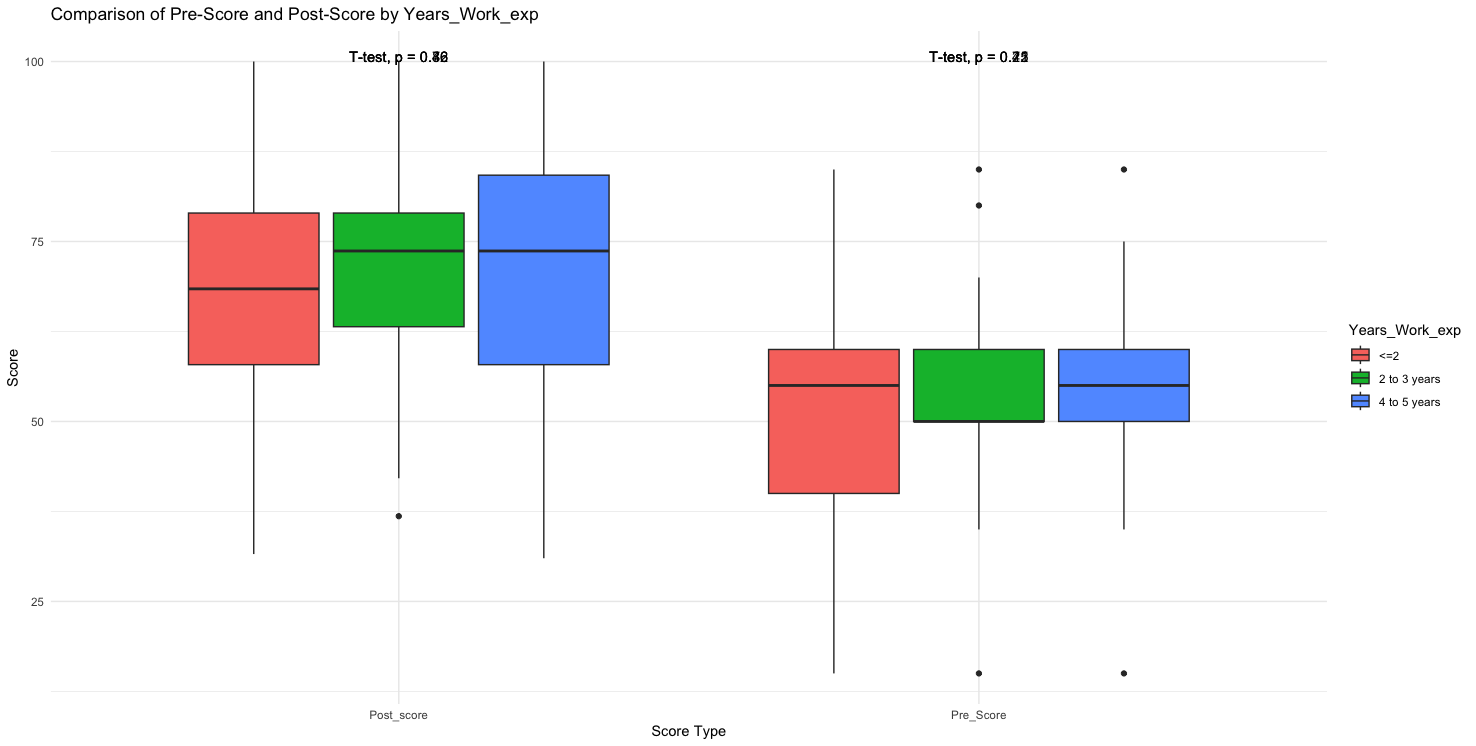 Comparison of Pre-Score and Post-Score by Years_Work_exp
T-test, p =
T-test, p =
100
75
50
25
Score
Post_score
Pre_Score
Score Type
Years_Work_exp
<=2
2 to 3 years
4 to 5 years